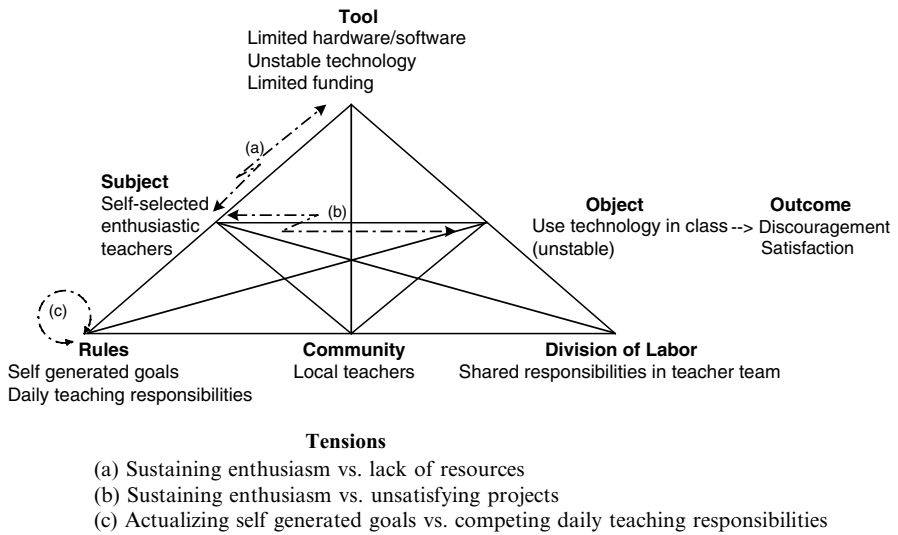 Tool
Limited hardware/software
Unstable technology
Limited funding
(a)
Subject
Self-selected
enthusiastic
teachers
(b)
Object
Use technology in class
(unstable)
-->
Outcome
Discouragement
Satisfaction
(c)
Rules
Self generated goals
Daily teaching responsibilities
Community
Local teachers
Division of Labor
Shared responsibilities in teacher team
Tensions
(a) Sustaining enthusiasm vs. lack of resources
(b) Sustaining enthusiasm vs. unsatisfying projects
(c) Actualizing self generated goals vs. competing daily teaching responsibilities